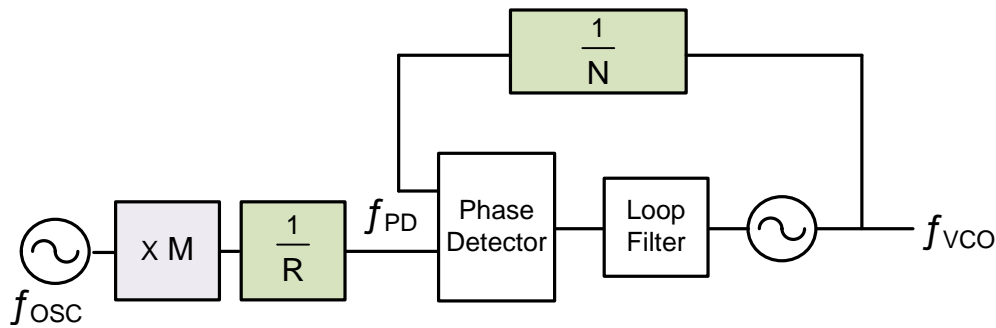 1
N
Phase
Detector
Loop
Filter
fPD
X M
1
R
fVCO
fOSC